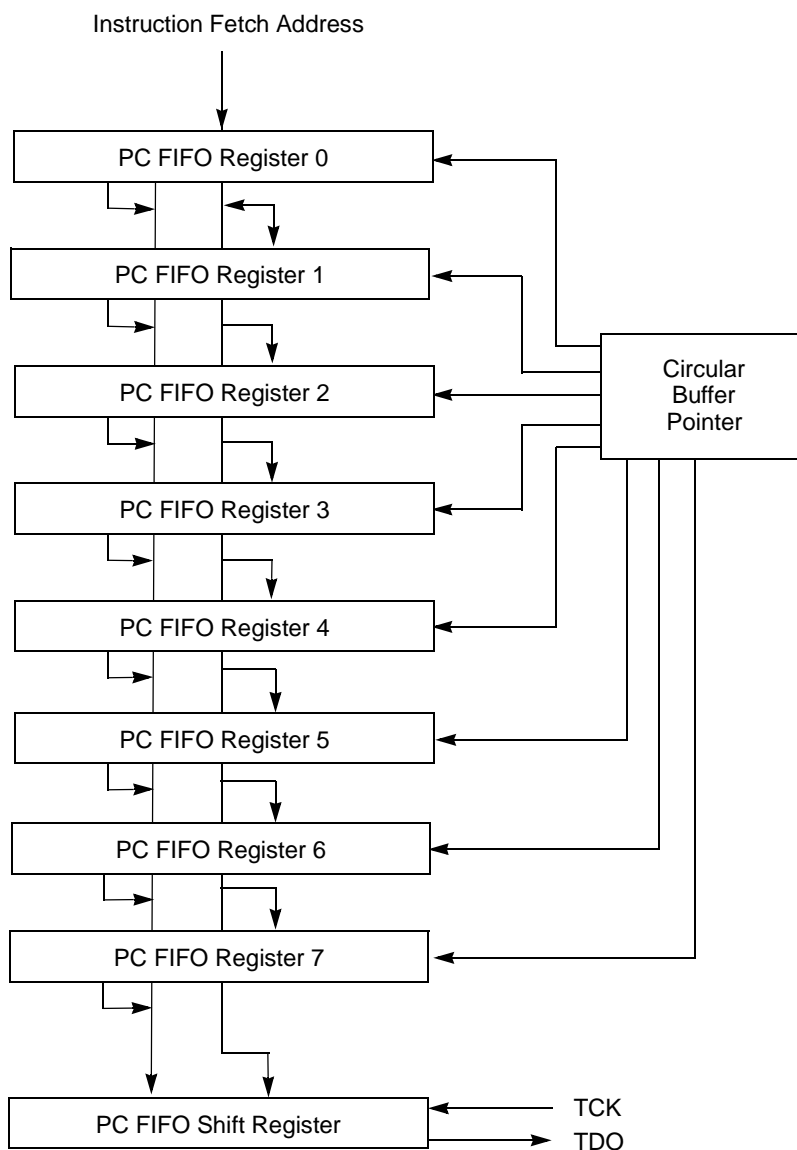 Instruction Fetch Address
PC FIFO Register 0
PC FIFO Register 1
PC FIFO Register 2
Circular
Buffer
Pointer
PC FIFO Register 3
PC FIFO Register 4
PC FIFO Register 5
PC FIFO Register 6
PC FIFO Register 7
PC FIFO Shift Register
TCK
TDO